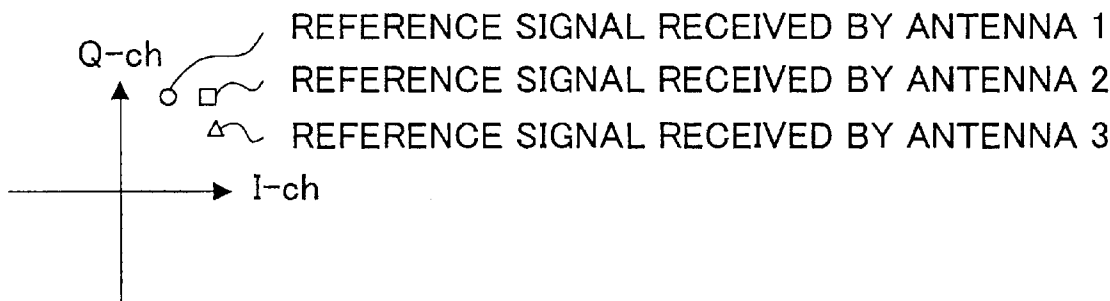 REFERENCE SIGNAL RECEIVED BY ANTENNA 1
Q-ch
REFERENCE SIGNAL RECEIVED BY ANTENNA 2
REFERENCE SIGNAL RECEIVED BY ANTENNA 3
I-ch